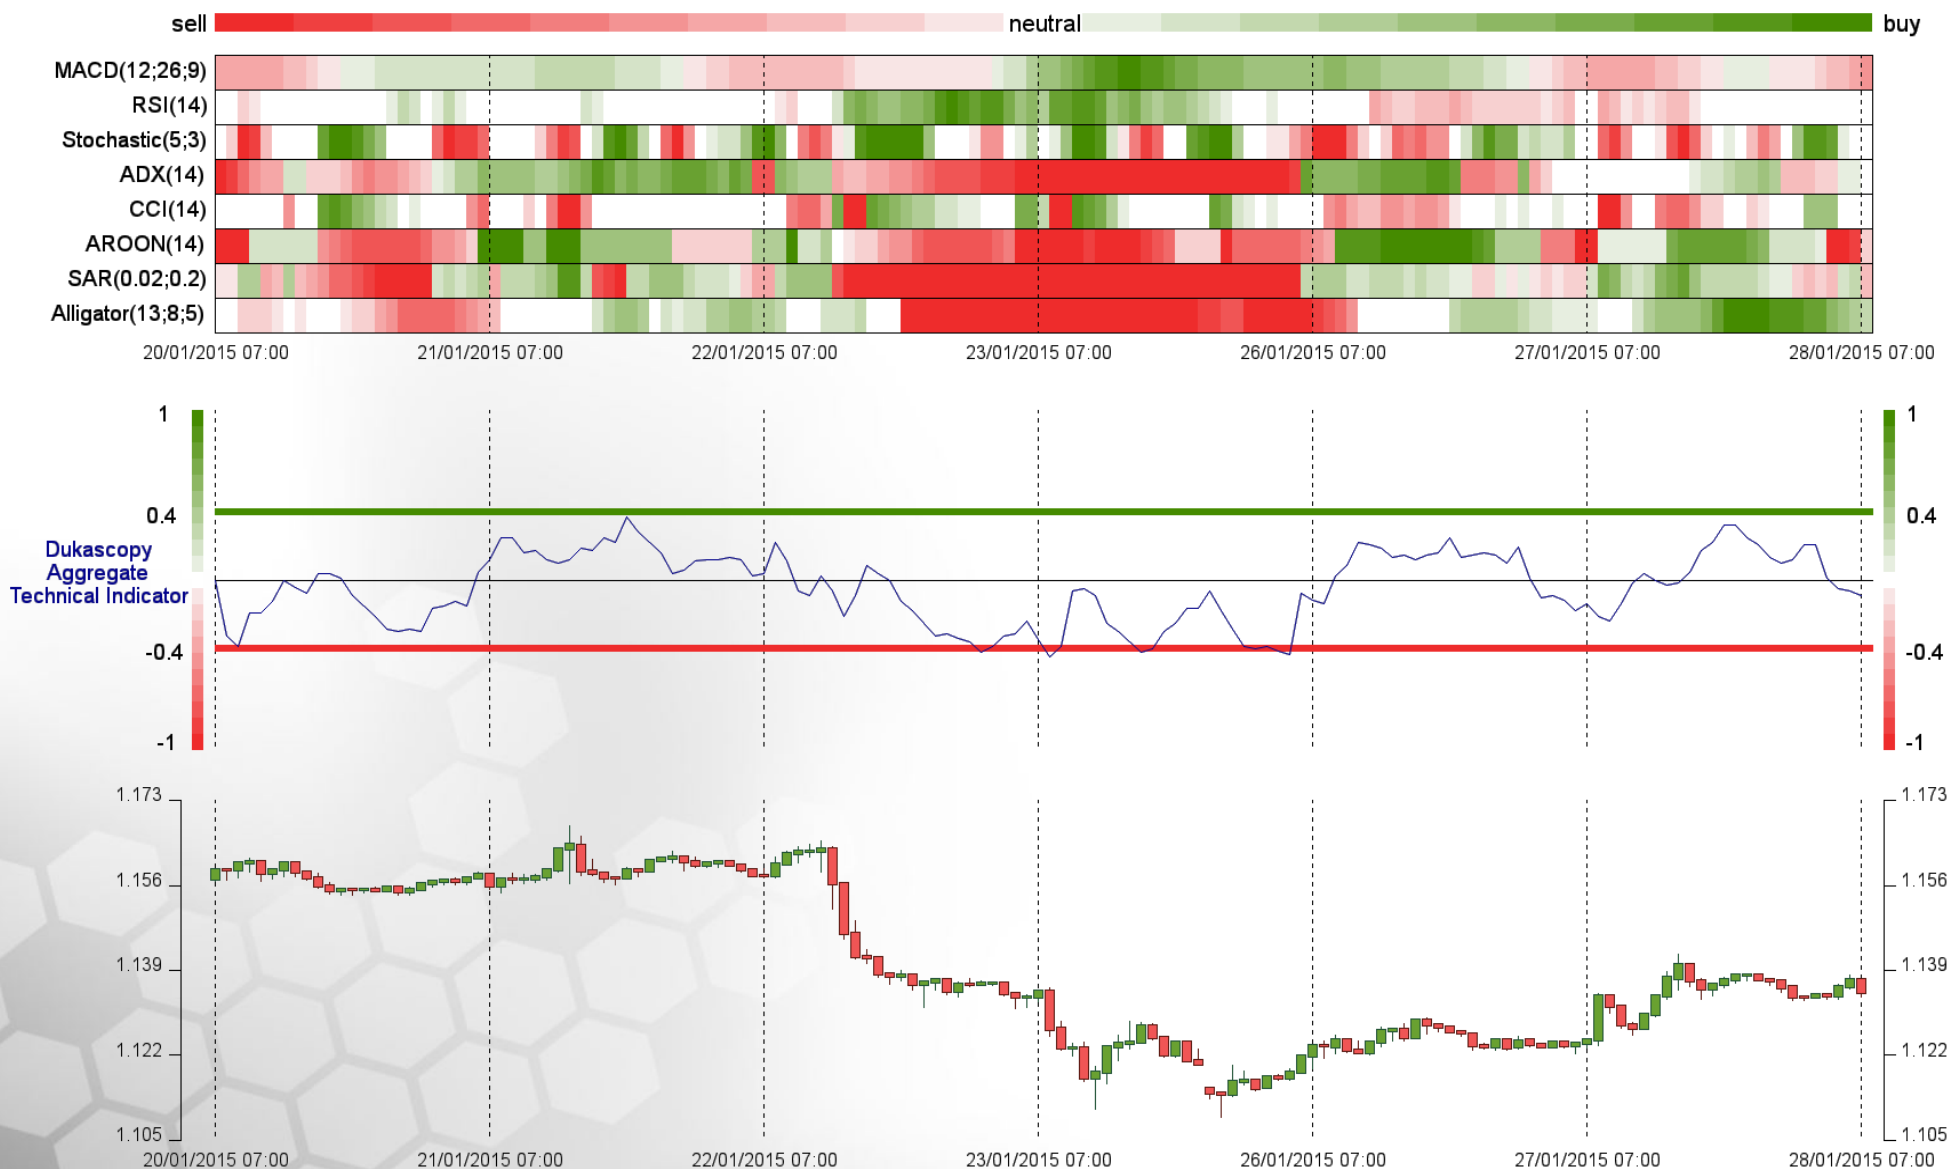 sell neutral buy
MACD(12;26;9)
RSI(14)
Stochastic(5;3)
ADX(14)
CCI(14)
AROON(14)
SAR(0.02;0.2)
Alligator(13;8;5)
20/01/2015 07:00 21/01/2015 07:00 22/01/2015 07:00 23/01/2015 07:00 26/01/2015 07:00 27/01/2015 07:00 28/01/2015 07:00
1 1
0.4 0.4
Dukascopy
Aggregate
Technical Indicator
-0.4 -0.4
-1 -1
1.173 1.173
1.156 1.156
1.139 1.139
1.122 1.122
1.105 1.105
20/01/2015 07:00 21/01/2015 07:00 22/01/2015 07:00 23/01/2015 07:00 26/01/2015 07:00 27/01/2015 07:00 28/01/2015 07:00